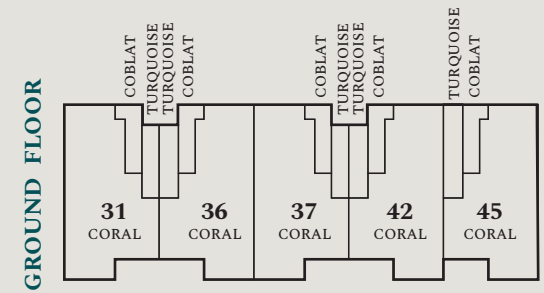 COBLAT
TURQUOISE
TURQUOISE
COBLAT
COBLAT
TURQUOISE
TURQUOISE
COBLAT
TURQUOISE
COBLAT
GROUND FLOOR
31
CORAL
36
CORAL
37
CORAL
42
CORAL
45
CORAL